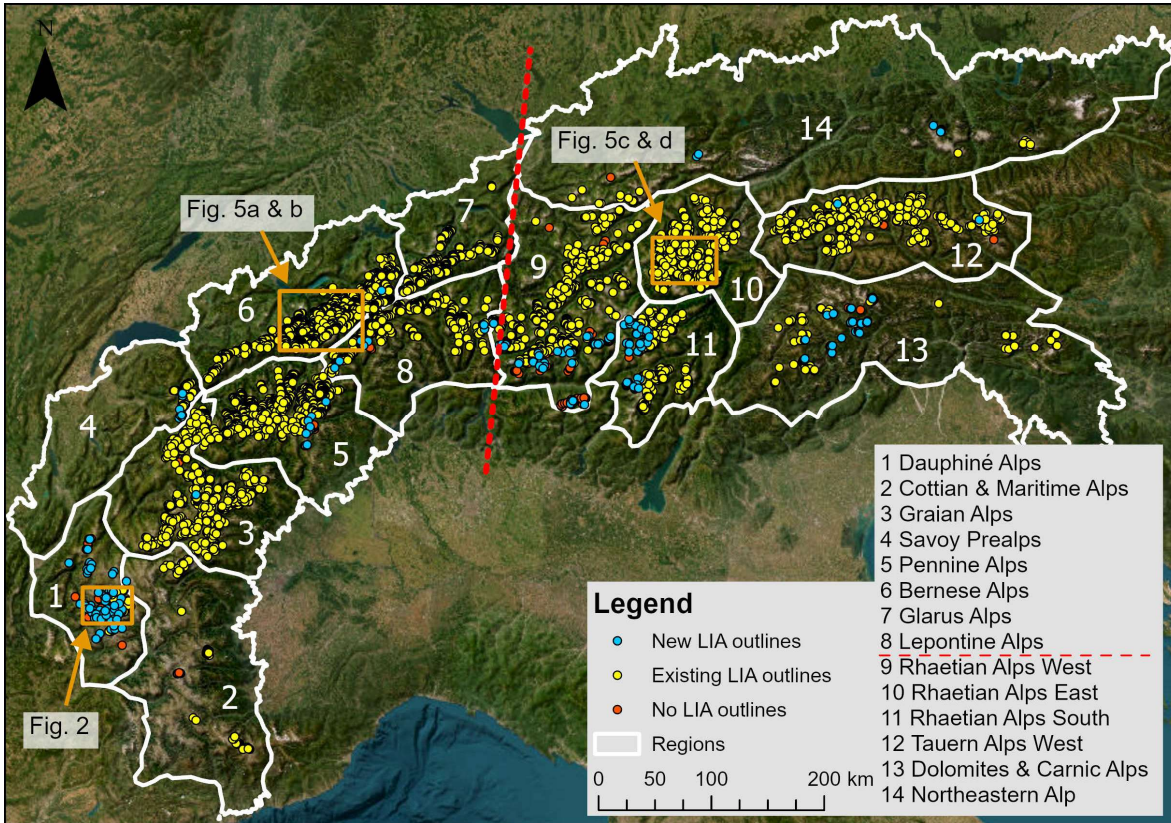 N
14
Fig. 5c & d
7
Fig. 5a & b
9
12
6
10
11
13
8
4
5
3
1
2
Fig. 2
1 Dauphiné Alps
2 Cottian & Maritime Alps
3 Graian Alps
4 Savoy Prealps
5 Pennine Alps
6 Bernese Alps
7 Glarus Alps
8 Lepontine Alps
9 Rhaetian Alps West
10 Rhaetian Alps East
11 Rhaetian Alps South
12 Tauern Alps West
13 Dolomites & Carnic Alps
14 Northeastern Alp
Legend
New LIA outlines
Existing LIA outlines
No LIA outlines
Regions
0 50 100 200 km